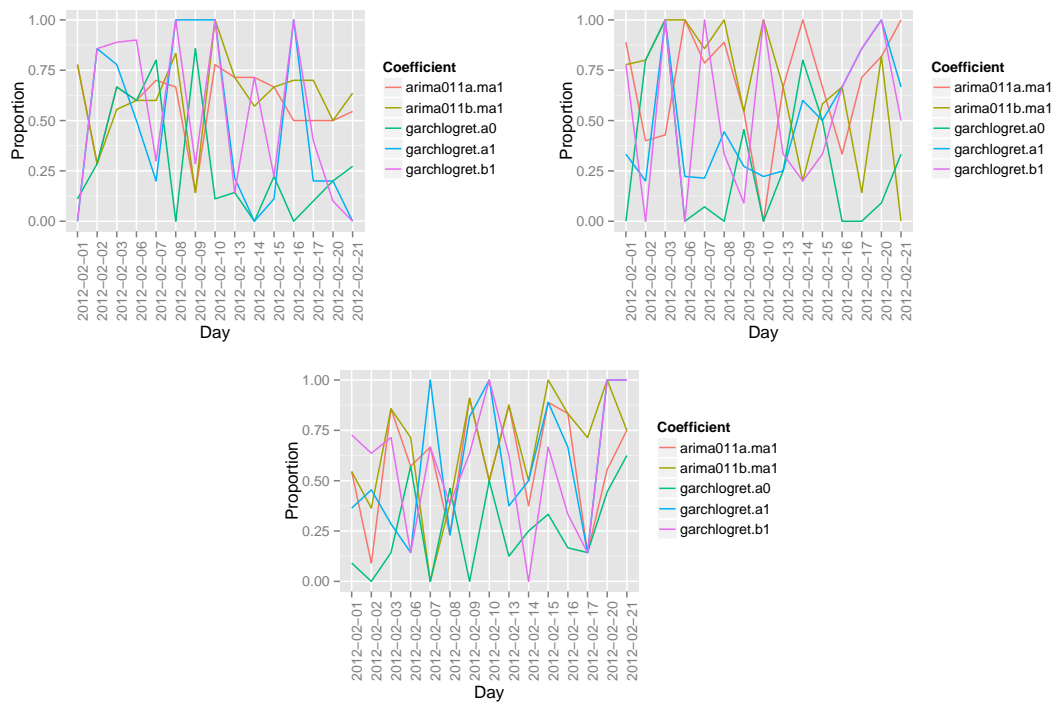 1.00
0.75
0.50
0.25
0.00
Proportion
2012−02−01
2012−02−02
2012−02−03
2012−02−06
2012−02−07
2012−02−08
2012−02−09
2012−02−10
2012−02−13
2012−02−14
2012−02−15
2012−02−16
2012−02−17
2012−02−20
2012−02−21
Day
Coefficient
arima011a.ma1
arima011b.ma1
garchlogret.a0
garchlogret.a1
garchlogret.b1
1.00
0.75
0.50
0.25
0.00
Proportion
2012−02−01
2012−02−02
2012−02−03
2012−02−06
2012−02−07
2012−02−08
2012−02−09
2012−02−10
2012−02−13
2012−02−14
2012−02−15
2012−02−16
2012−02−17
2012−02−20
2012−02−21
Day
Coefficient
arima011a.ma1
arima011b.ma1
garchlogret.a0
garchlogret.a1
garchlogret.b1
1.00
0.75
0.50
0.25
0.00
Proportion
2012−02−01
2012−02−02
2012−02−03
2012−02−06
2012−02−07
2012−02−08
2012−02−09
2012−02−10
2012−02−13
2012−02−14
2012−02−15
2012−02−16
2012−02−17
2012−02−20
2012−02−21
Day
Coefficient
arima011a.ma1
arima011b.ma1
garchlogret.a0
garchlogret.a1
garchlogret.b1